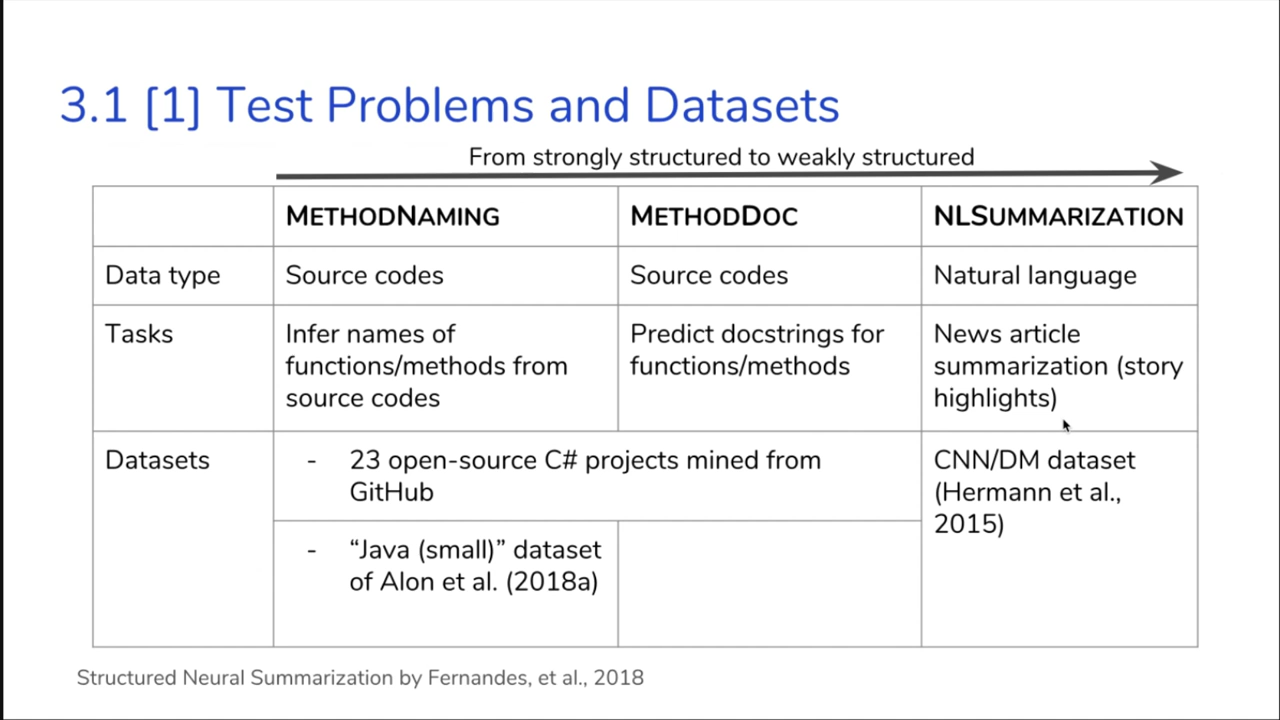 3.1 [1] Test Problems and Datasets
From strongly structured to weakly structured
METHODNAMING
METHODDOC
NLSUMMARIZATION
Data type
Source codes
Source codes
Natural language
Tasks
Infer names of
functions/methods from
source codes
Predict docstrings for
functions/methods
News article
summarization (story
highlights)
Datasets
- 23 open-source C# projects mined from
GitHub
CNN/DM dataset
(Hermann et al.,
2015)
- “Java (small)” dataset
of Alon et al. (2018a)
Structured Neural Summarization by Fernandes, et al., 2018